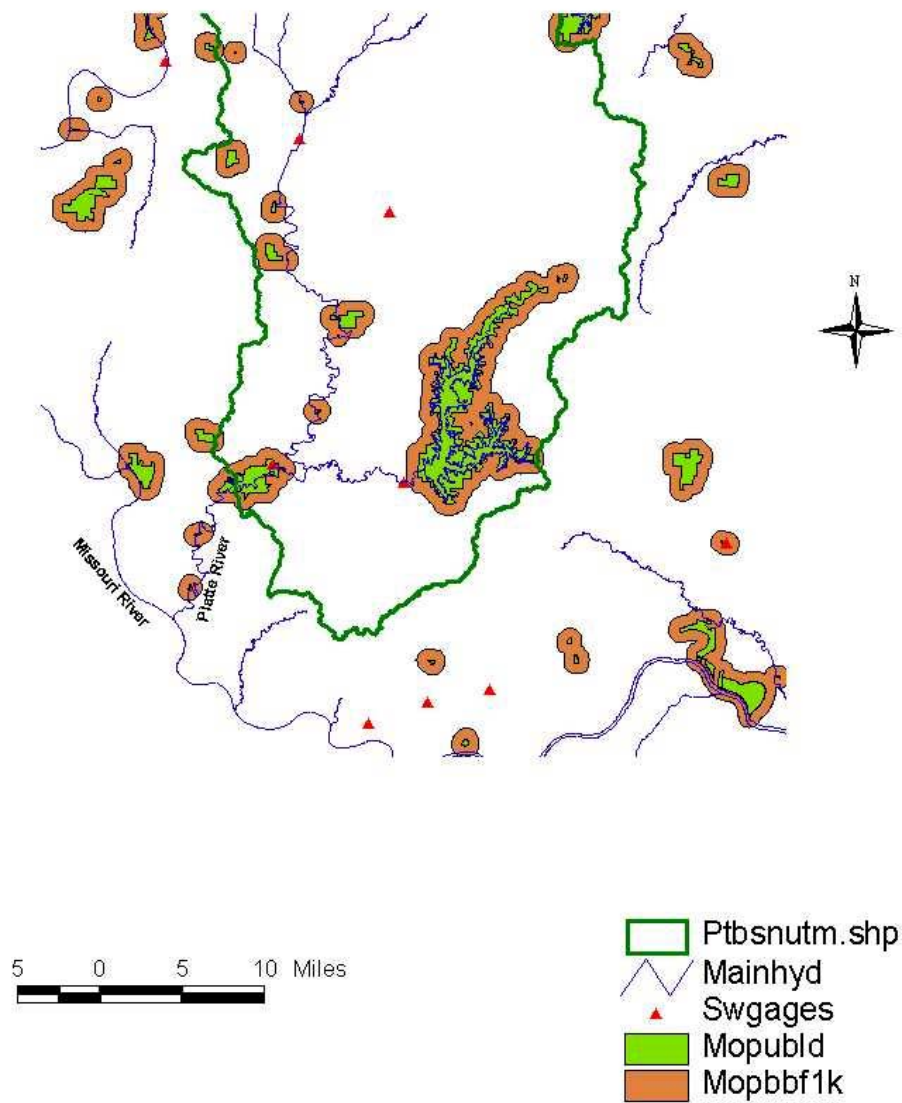 N
Missouri River
Platte River
5 0 5 10 Miles
Ptbsnutm.shp
Mainhyd
Swgages
Mopubld
Mopbbf1k